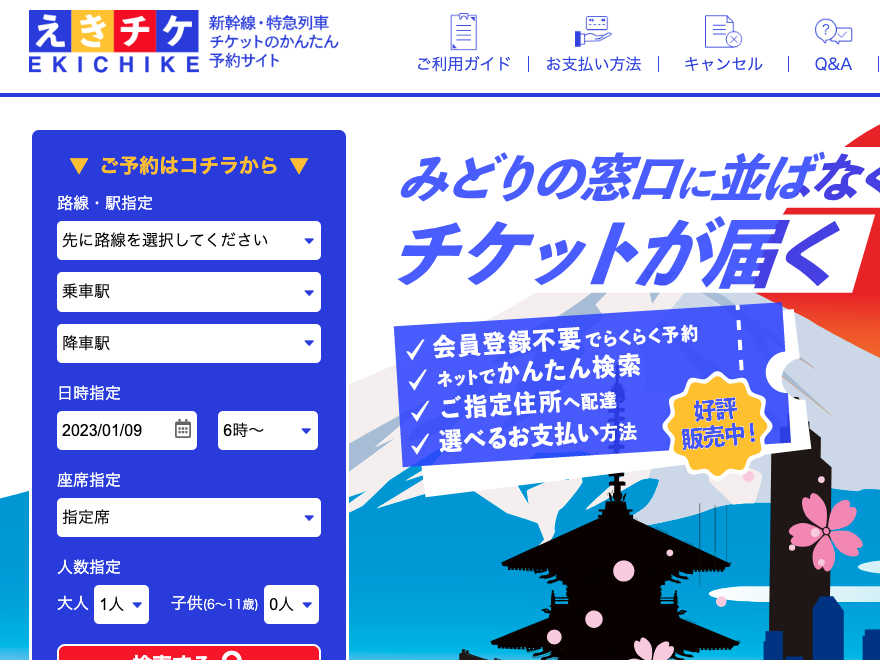 えきチケ
EKICHIKE
新幹線・特急列車
チケットのかんたん
予約サイト
ご利用ガイド
お支払い方法
キャンセル
Q&A
▼ ご予約はコチラから ▼
路線・駅指定
先に路線を選択してください
乗車駅
降車駅
日時指定
2023/01/09 6時～
座席指定
指定席
人数指定
大人 1人 子供(6～11歳) 0人
検索する
みどりの窓口に並ばなく
チケットが届く
✓ 会員登録不要でらくらく予約
✓ ネットでかんたん検索
✓ ご指定住所へ配達
✓ 選べるお支払い方法
好評
販売中!